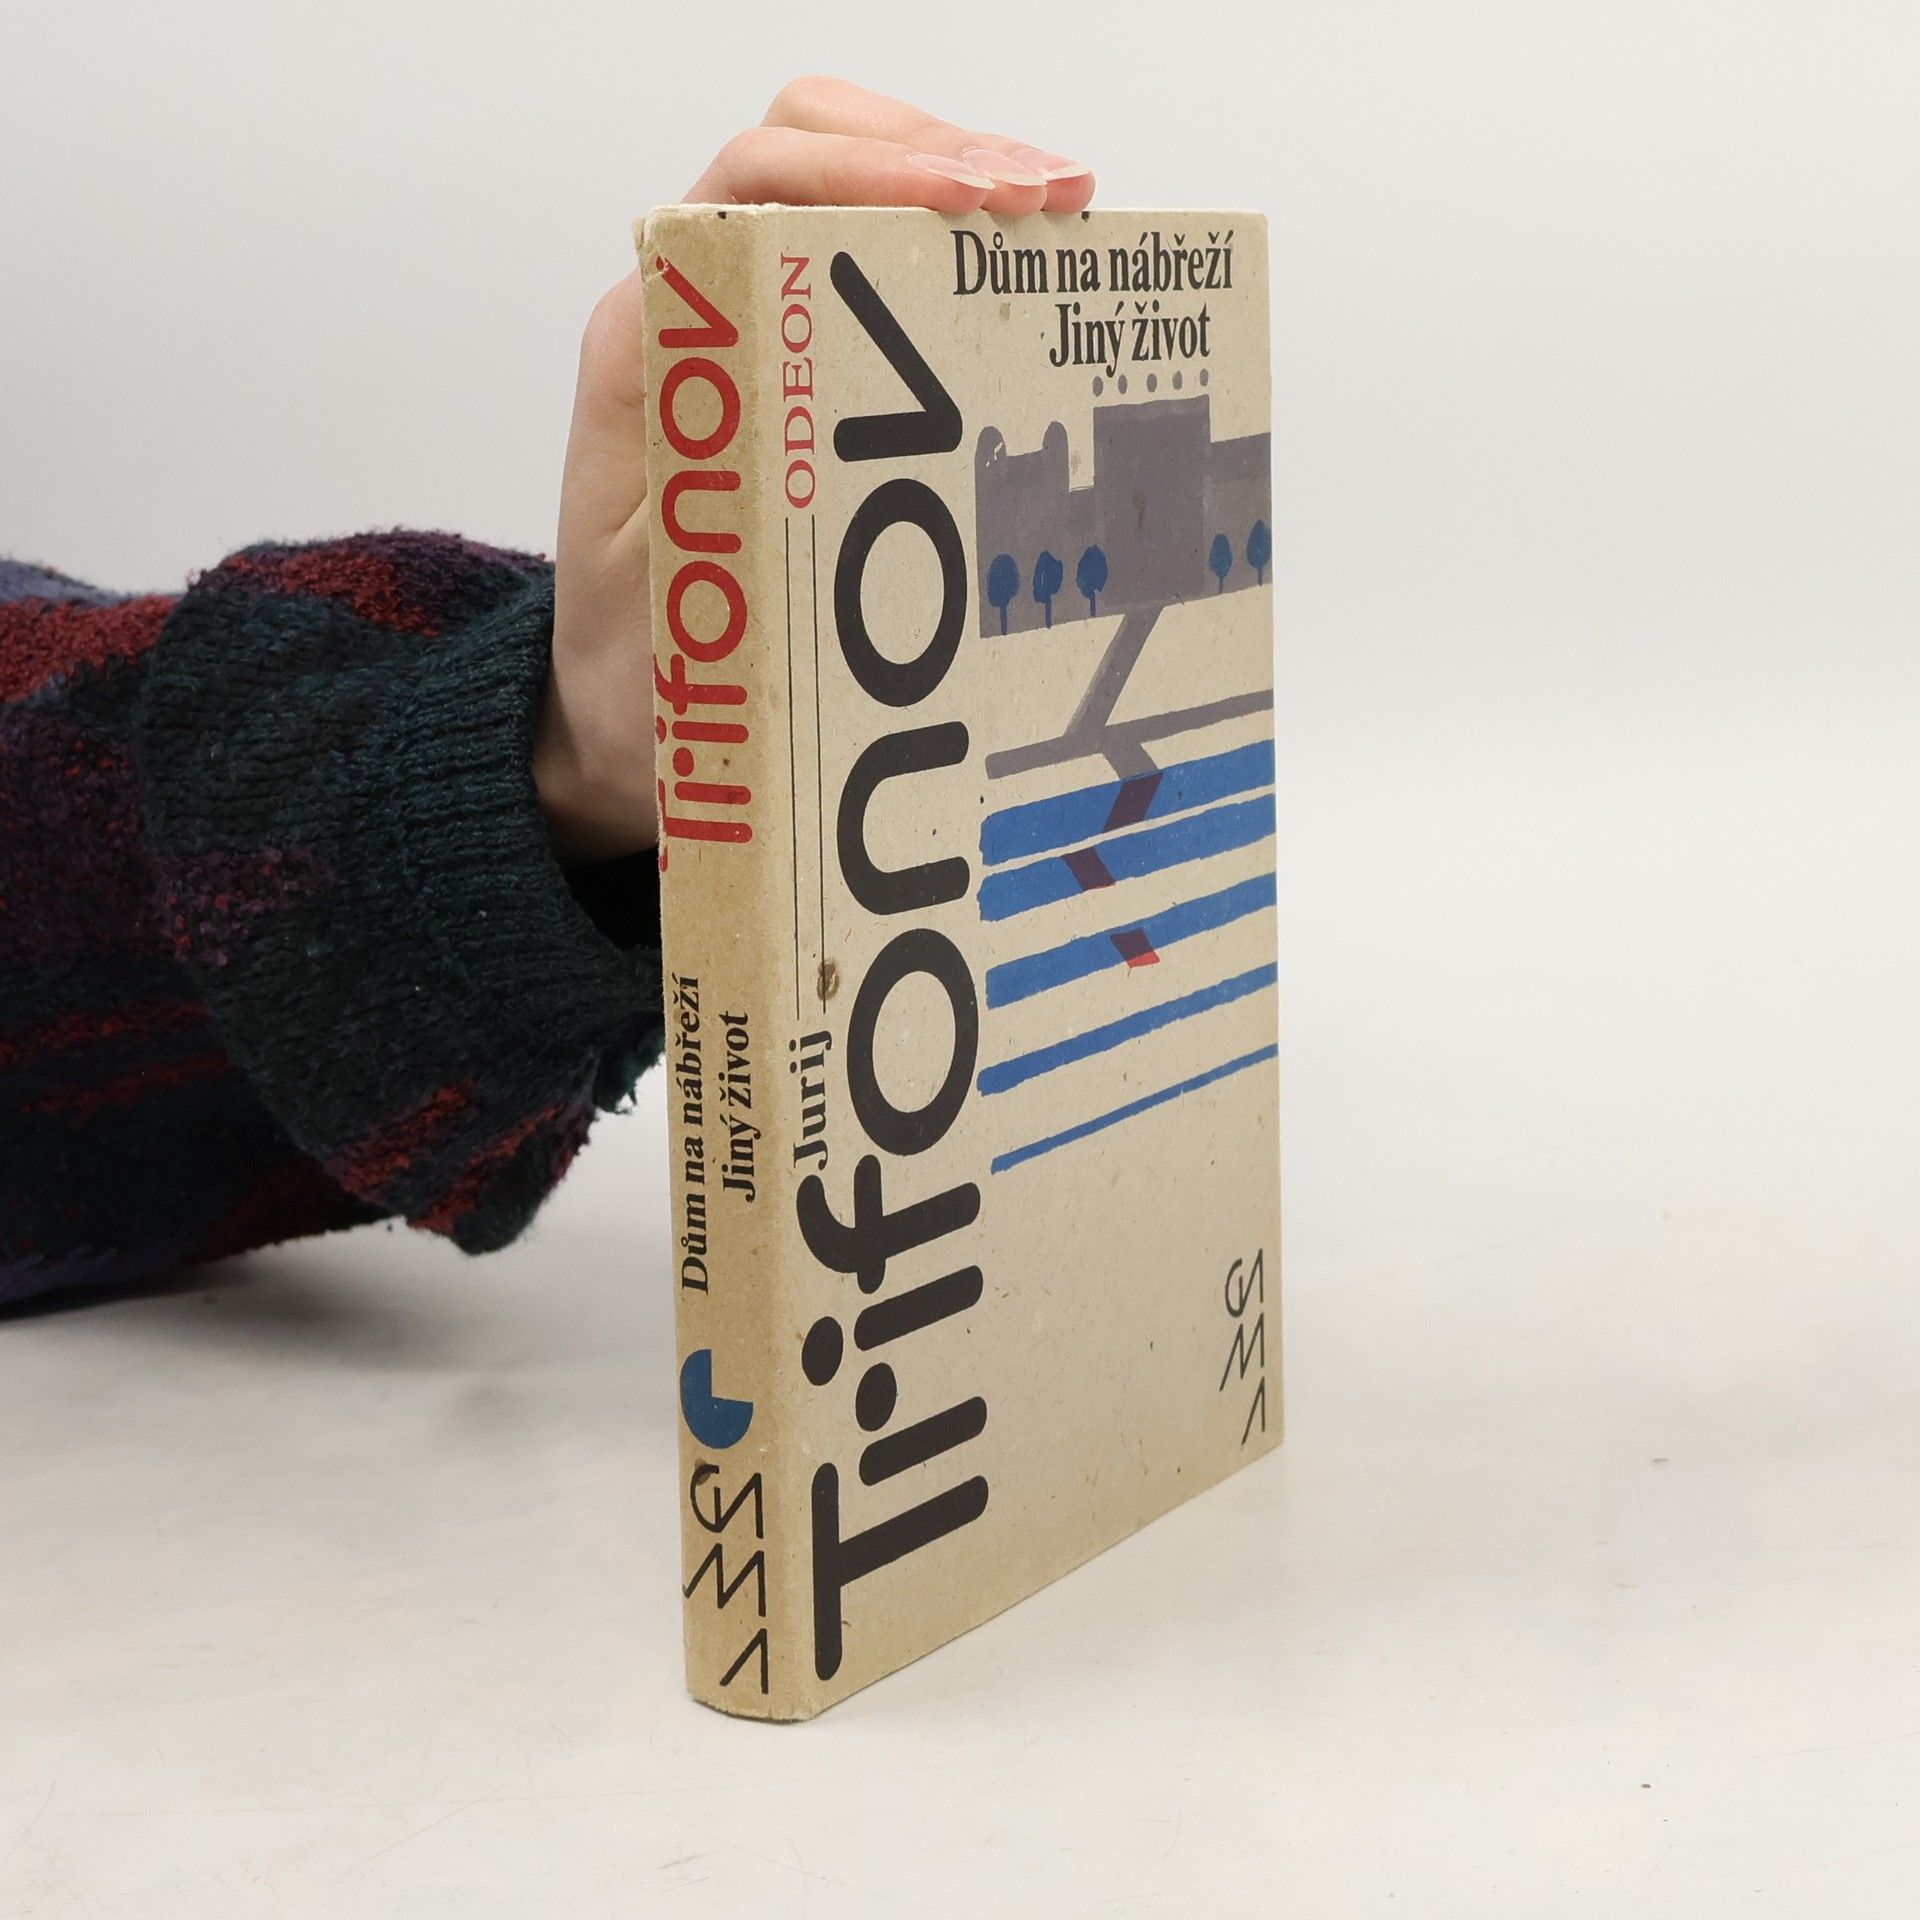 Trifonov
Dům na nábřeží
Jiný život
ODEON
Jurij
Trifonov
Dům na nábřeží
Jiný život